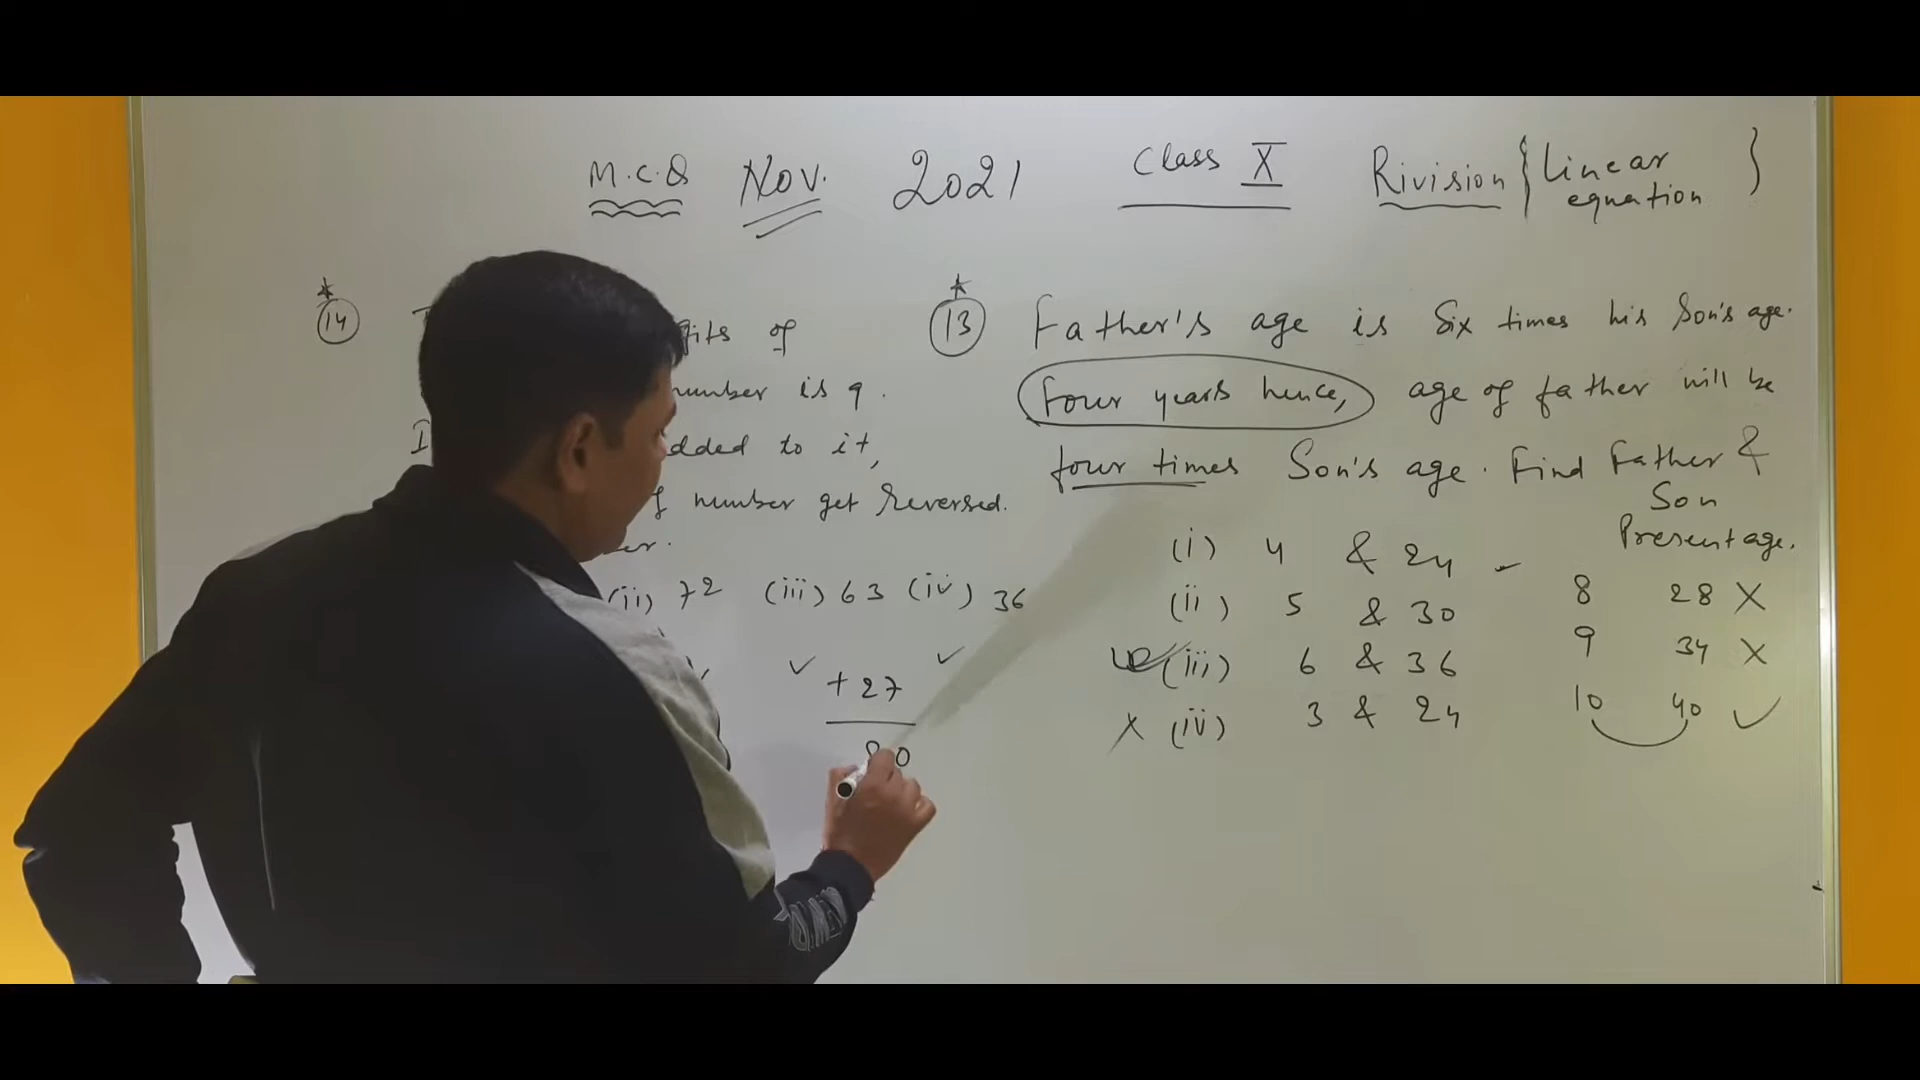 M.C.Q Nov. 2021 Class X Rivision {linear equation}
14
of
number is 9.
to it,
number get Reversed.
(ii) 72 (iii) 63 (iv) 36
+27
80
13 Father's age is Six times his Son's age.
four years hence, age of father will be
four times Son's age. Find Father &
Son
Present age.
(i) 4 & 24
(ii) 5 & 30
(iii) 6 & 36
X (iv) 3 & 24
8 28 X
9 34 X
10 40 ✓